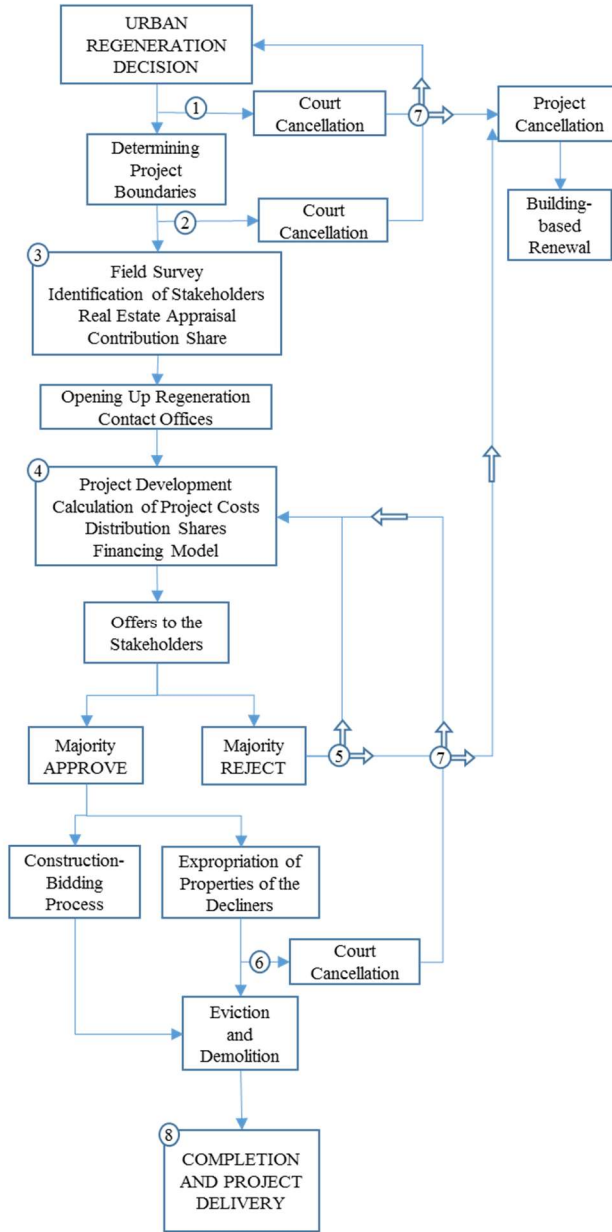 URBAN
REGENERATION
DECISION
1
Court
Cancellation
7
Project
Cancellation
Determining
Project
Boundaries
2
Court
Cancellation
Building-
based
Renewal
3
Field Survey
Identification of Stakeholders
Real Estate Appraisal
Contribution Share
Opening Up Regeneration
Contact Offices
4
Project Development
Calculation of Project Costs
Distribution Shares
Financing Model
Offers to the
Stakeholders
Majority
APPROVE
Majority
REJECT
5
7
Construction-
Bidding
Process
Expropriation of
Properties of the
Decliners
6
Court
Cancellation
Eviction
and
Demolition
8
COMPLETION
AND PROJECT
DELIVERY